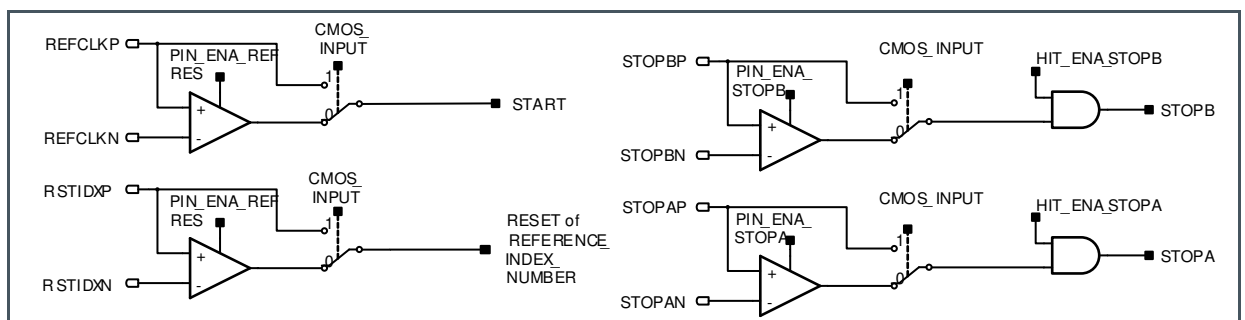 REFCLKP
PIN_ENA_REF
RES
CMOS_
INPUT
1
0
+
-
START
REFCLKN
RSTIDXP
PIN_ENA_REF
RES
CMOS_
INPUT
1
0
+
-
RESET of
REFERENCE_
INDEX_
NUMBER
RSTIDXN
STOPBP
PIN_ENA_
STOPB
CMOS_INPUT
1
0
+
-
HIT_ENA_STOPB
STOPB
STOPBN
STOPAP
PIN_ENA_
STOPA
CMOS_INPUT
1
0
+
-
HIT_ENA_STOPA
STOPA
STOPAN